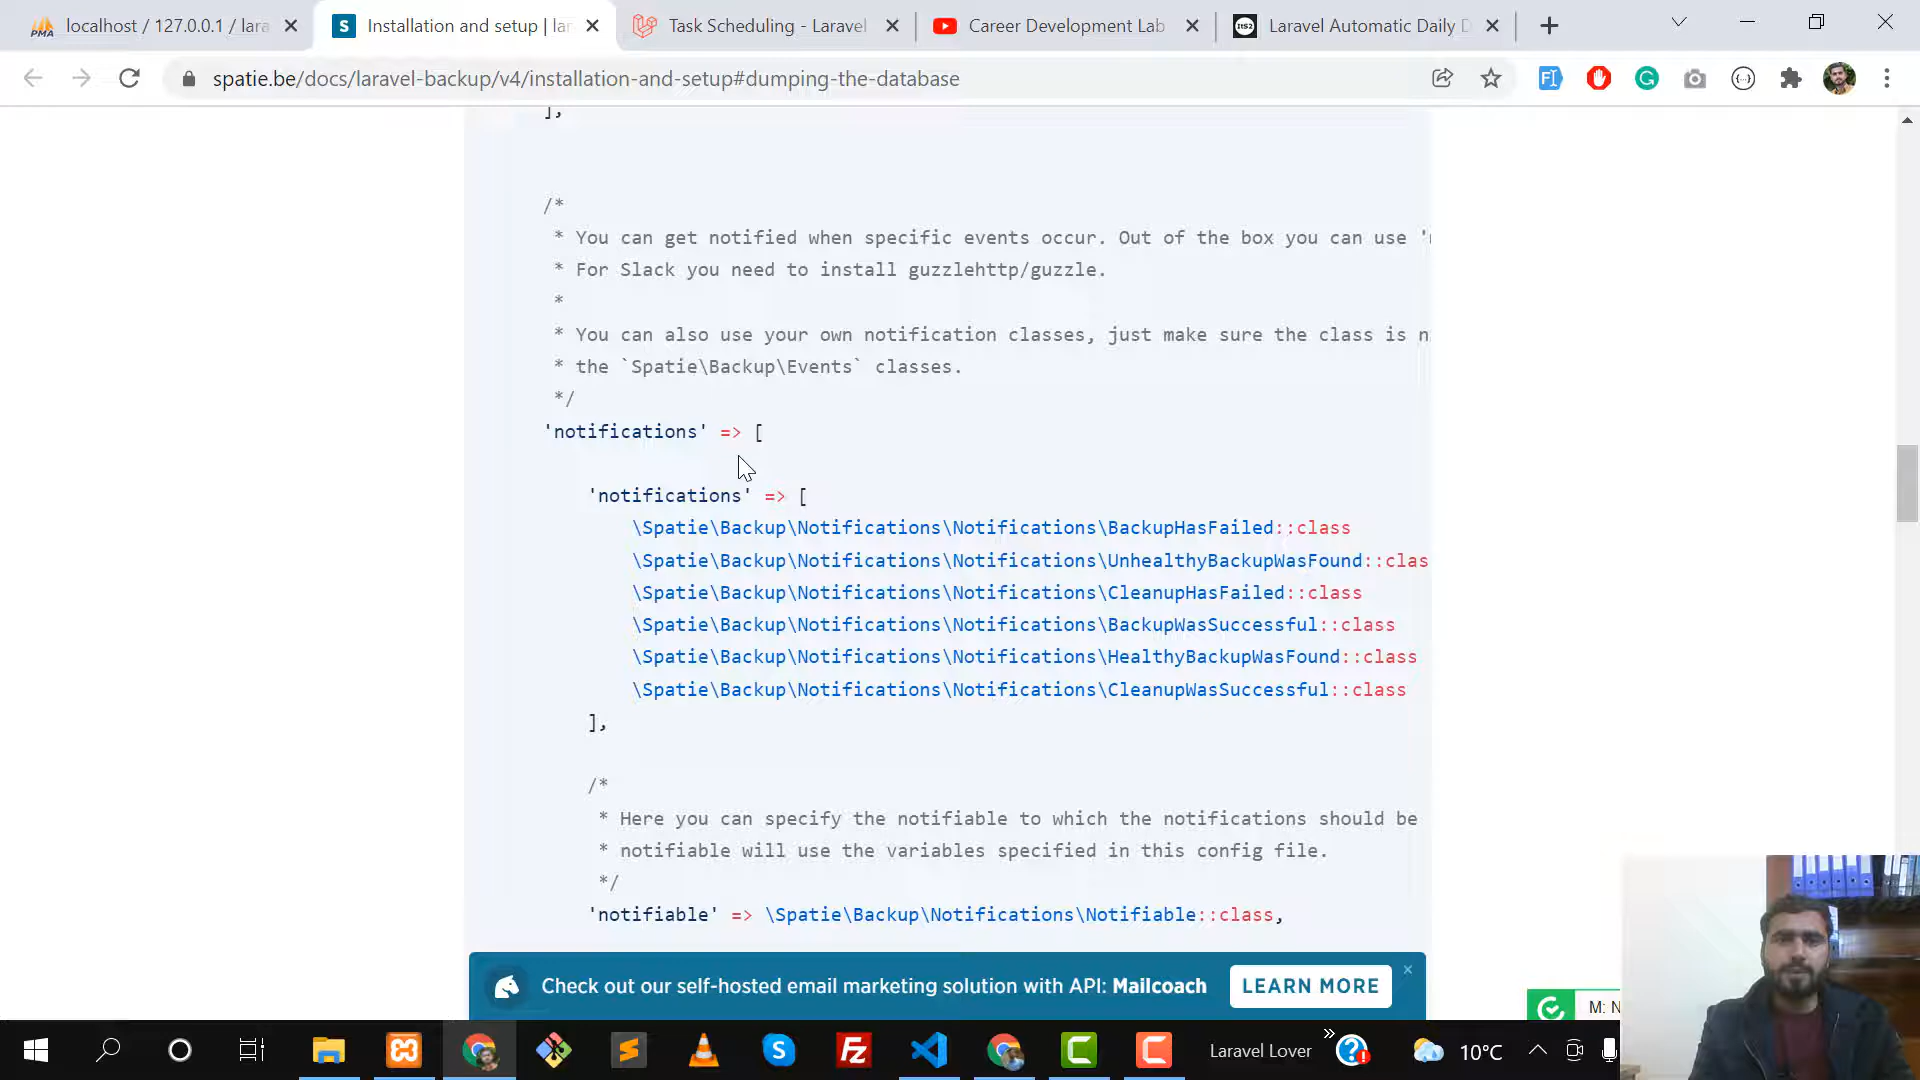 localhost / 127.0.0.1 / lara
Installation and setup | lar
Task Scheduling - Laravel
Career Development Lab
Laravel Automatic Daily D
spatie.be/docs/laravel-backup/v4/installation-and-setup#dumping-the-database
],
/*
* You can get notified when specific events occur. Out of the box you can use '
* For Slack you need to install guzzlehttp/guzzle.
*
* You can also use your own notification classes, just make sure the class is n
* the `Spatie\Backup\Events` classes.
*/
'notifications' => [
'notifications' => [
\Spatie\Backup\Notifications\Notifications\BackupHasFailed::class
\Spatie\Backup\Notifications\Notifications\UnhealthyBackupWasFound::clas
\Spatie\Backup\Notifications\Notifications\CleanupHasFailed::class
\Spatie\Backup\Notifications\Notifications\BackupWasSuccessful::class
\Spatie\Backup\Notifications\Notifications\HealthyBackupWasFound::class
\Spatie\Backup\Notifications\Notifications\CleanupWasSuccessful::class
],
/*
* Here you can specify the notifiable to which the notifications should be
* notifiable will use the variables specified in this config file.
*/
'notifiable' => \Spatie\Backup\Notifications\Notifiable::class,
Check out our self-hosted email marketing solution with API: Mailcoach
LEARN MORE
M: N
Laravel Lover
10°C